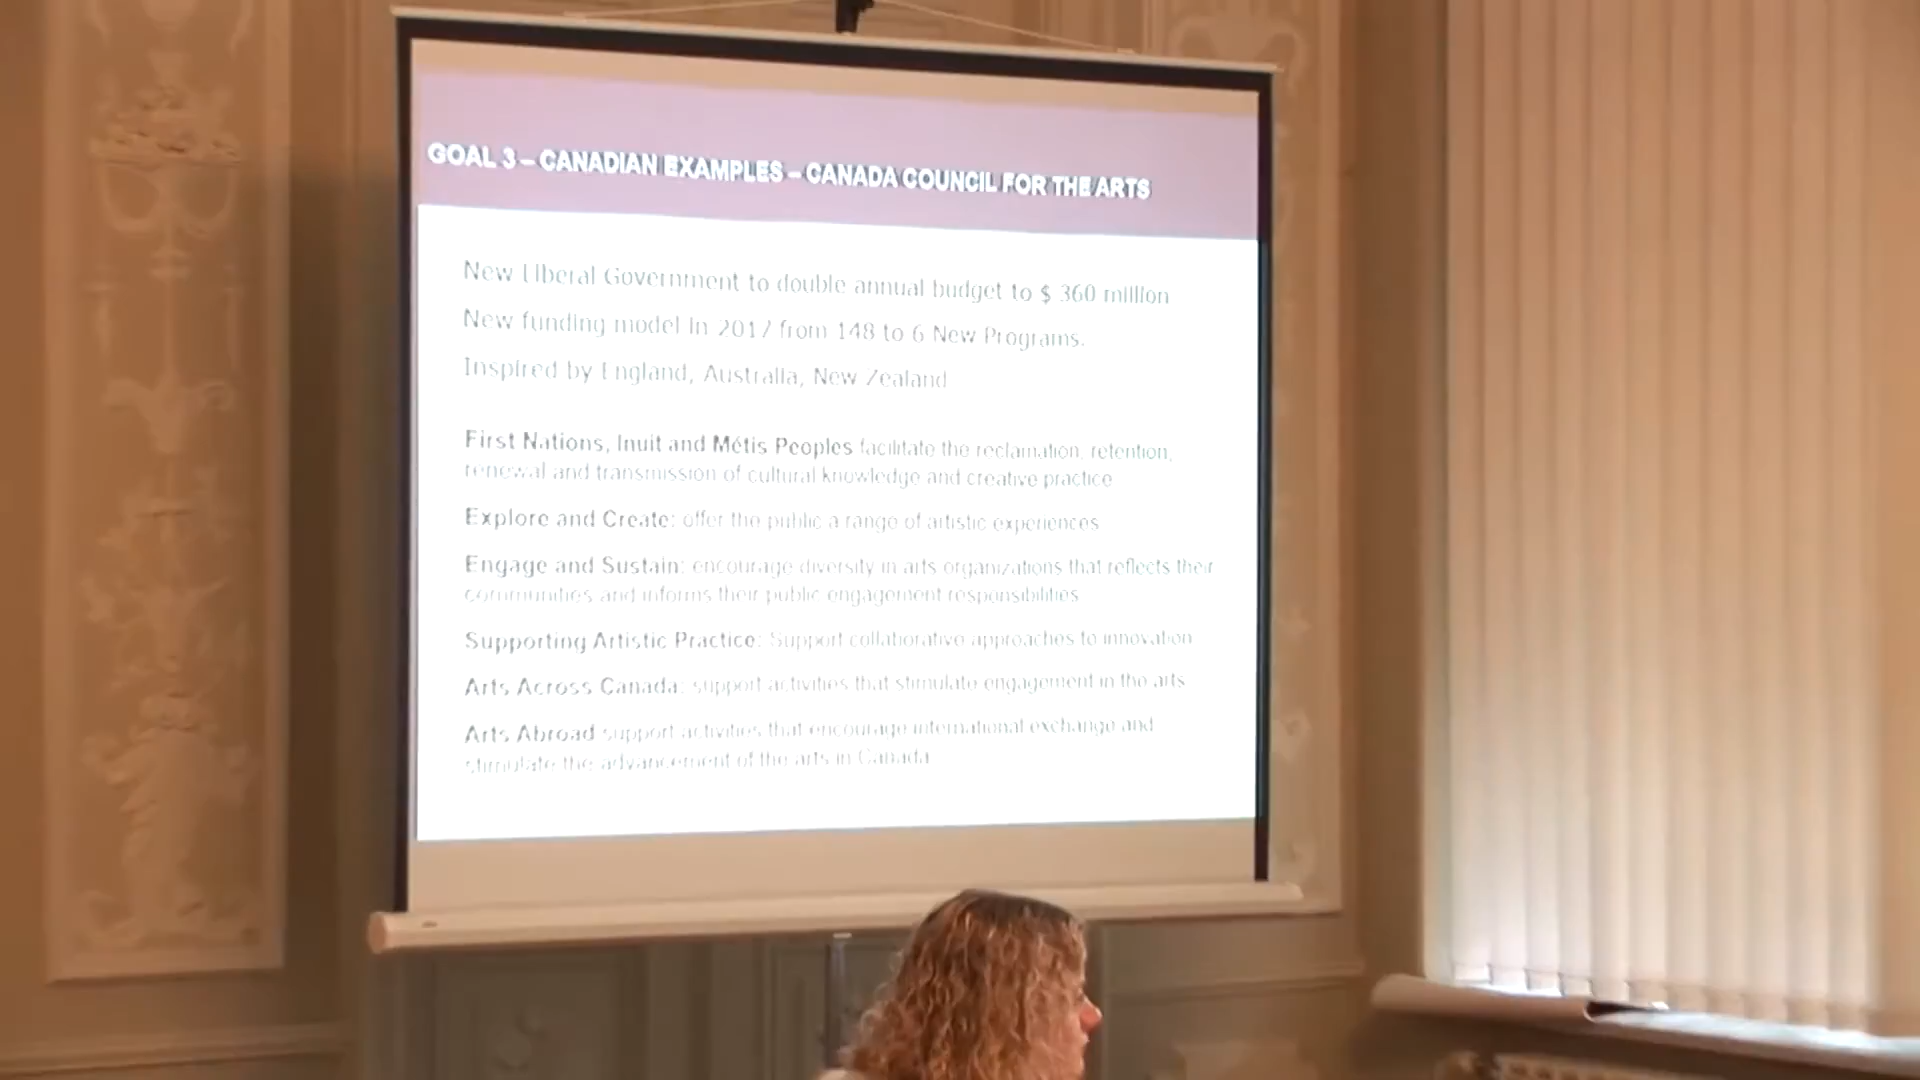 GOAL 3 – CANADIAN EXAMPLES – CANADA COUNCIL FOR THE ARTS
New Liberal Government to double annual budget to $ 360 million
New funding model in 2017 from 148 to 6 New Programs.
Inspired by England, Australia, New Zealand
First Nations, Inuit and Métis Peoples facilitate the reclamation, retention,
renewal and transmission of cultural knowledge and creative practice
Explore and Create: offer the public a range of artistic experiences
Engage and Sustain: encourage diversity in arts organizations that reflects their
communities and informs their public engagement responsibilities
Supporting Artistic Practice: Support collaborative approaches to innovation
Arts Across Canada: support activities that stimulate engagement in the arts
Arts Abroad support activities that encourage international exchange and
stimulate the advancement of the arts in Canada